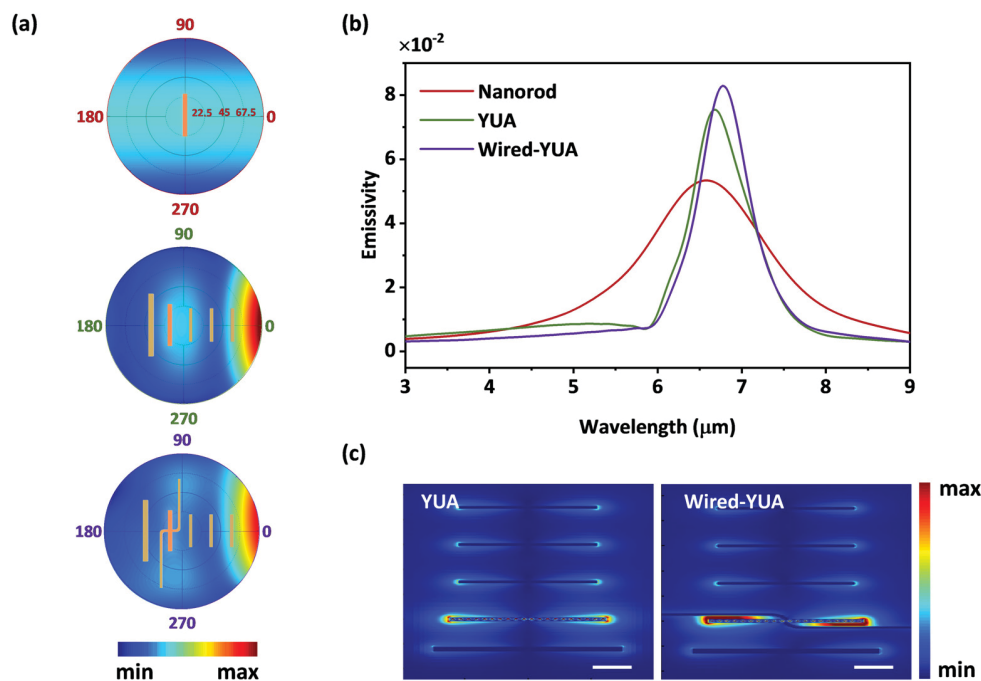 (a)
90
180
22.5
45
67.5
0
270
90
180
0
270
90
180
0
270
min
max
(b)
×10⁻²
8
6
4
2
0
Emissivity
Nanorod
YUA
Wired-YUA
3
4
5
6
7
8
9
Wavelength (μm)
(c)
YUA
Wired-YUA
max
min